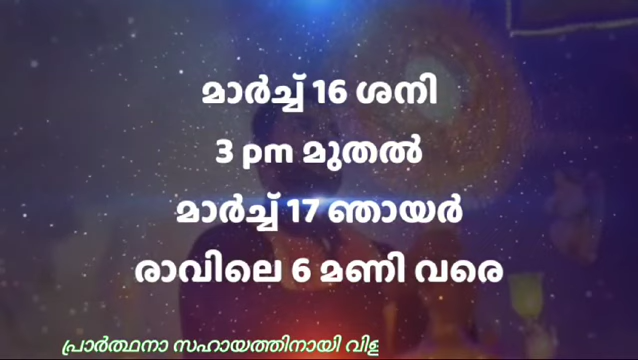 മാർച്ച് 16 ശനി
3 pm മുതൽ
മാർച്ച് 17 ഞായർ
രാവിലെ 6 മണി വരെ
പ്രാർത്ഥനാ സഹായത്തിനായി വിള